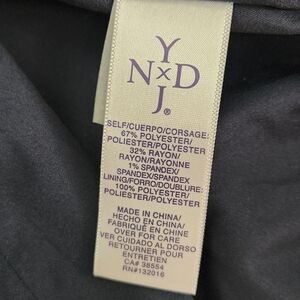 Y
N×D
J®
SELF/CUERPO/CORSAGE:
67% POLYESTER/
POLIESTER/POLYESTER
32% RAYON/
RAYON/RAYONNE
1% SPANDEX/
SPANDEX/SPANDEX
LINING/FORRO/DOUBLURE:
100% POLYESTER/
POLIESTER/POLYESTER
MADE IN CHINA/
HECHO EN CHINA/
FABRIQUÉ EN CHINE
OVER FOR CARE
VER CUIDADO AL DORSO
RETOURNER POUR
ENTRETIEN
CA# 38554
RN#132016